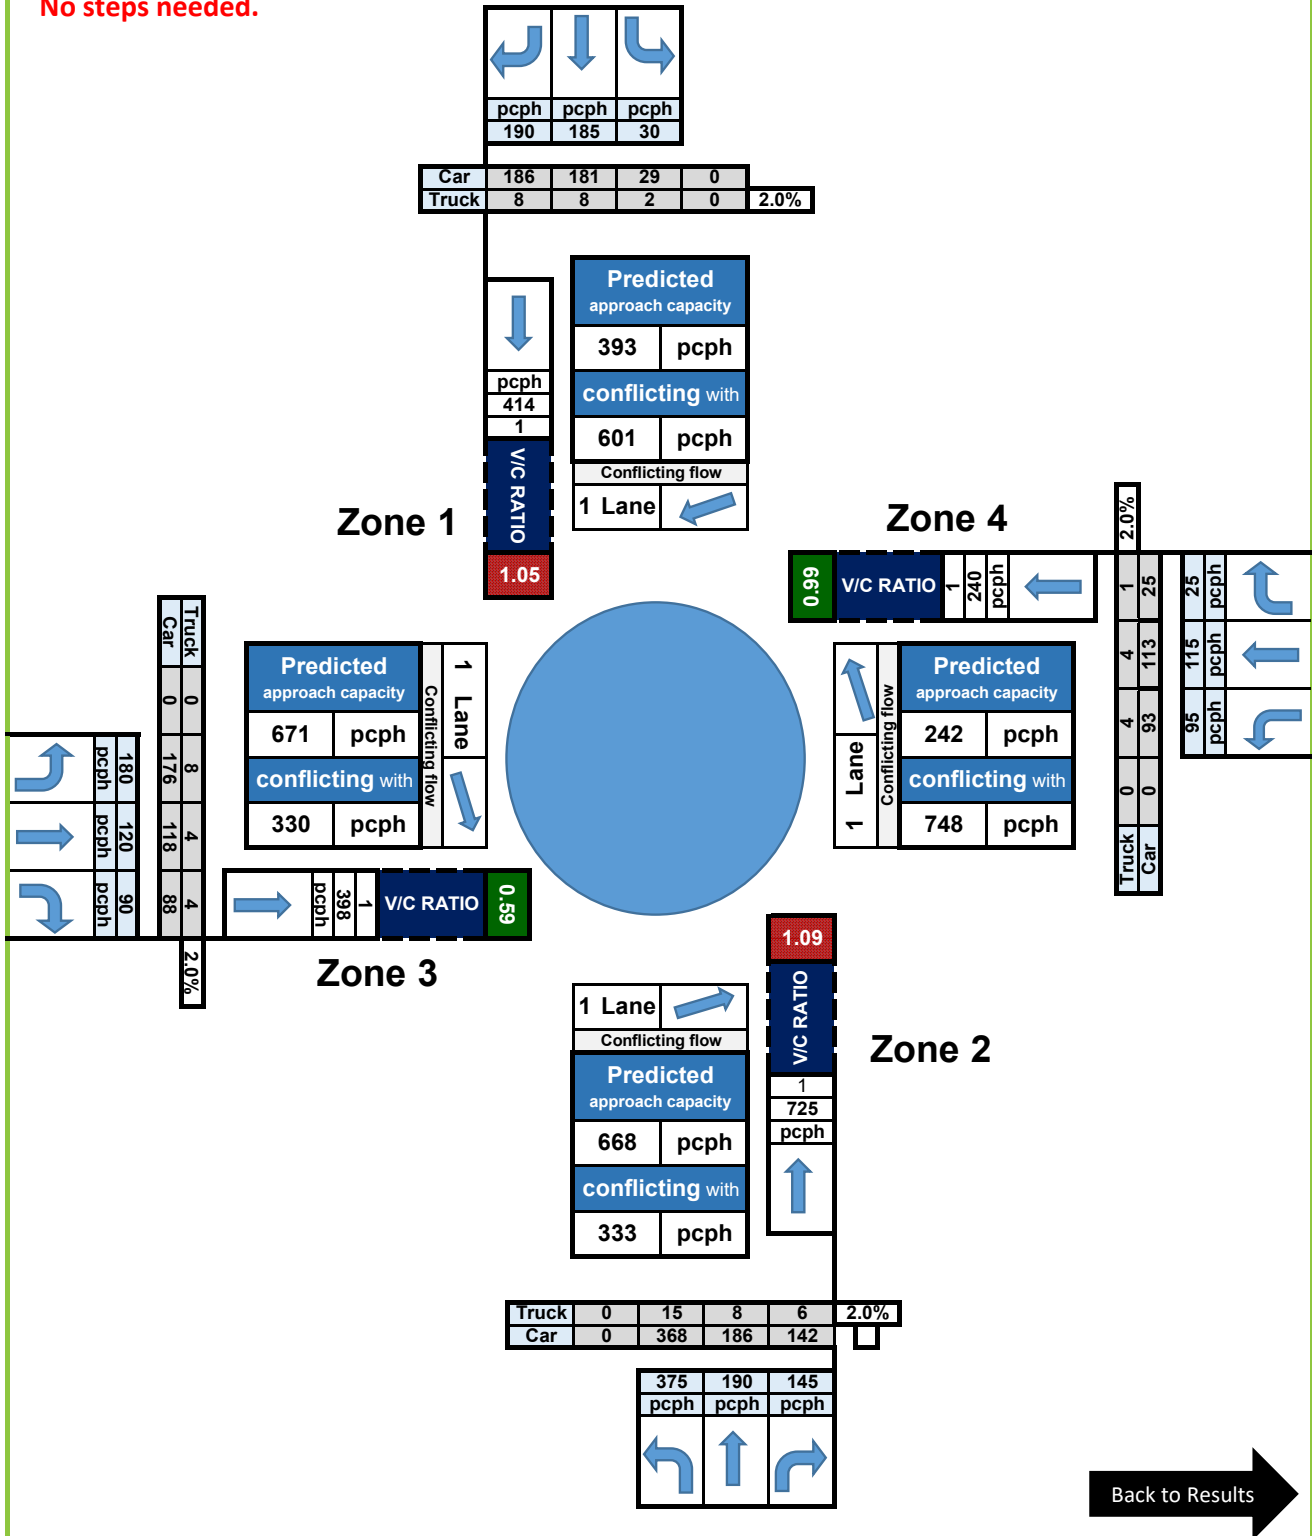 No steps needed.
pcph pcph pcph
190 185 30
Car 186 181 29 0
Truck 8 8 2 0 2.0%
Predicted
approach capacity
393 pcph
conflicting with
601 pcph
Conflicting flow
1 Lane
pcph
414
1
V/C RATIO
1.05
Zone 1
Zone 4
0.99
V/C RATIO
1
240
pcph
2.0%
1 25
4 113
4 93
0 0
Truck Car
25 pcph
115 pcph
95 pcph
Predicted
approach capacity
671 pcph
conflicting with
330 pcph
Conflicting flow
1 Lane
Truck 0 8 4 4 2.0%
Car 0 176 118 88
180 pcph
120 pcph
90 pcph
pcph
398
1
V/C RATIO
0.59
Zone 3
1 Lane
Conflicting flow
Predicted
approach capacity
242 pcph
conflicting with
748 pcph
1.09
V/C RATIO
1
725
pcph
Zone 2
1 Lane
Conflicting flow
Predicted
approach capacity
668 pcph
conflicting with
333 pcph
Truck 0 15 8 6 2.0%
Car 0 368 186 142
375 190 145
pcph pcph pcph
Back to Results